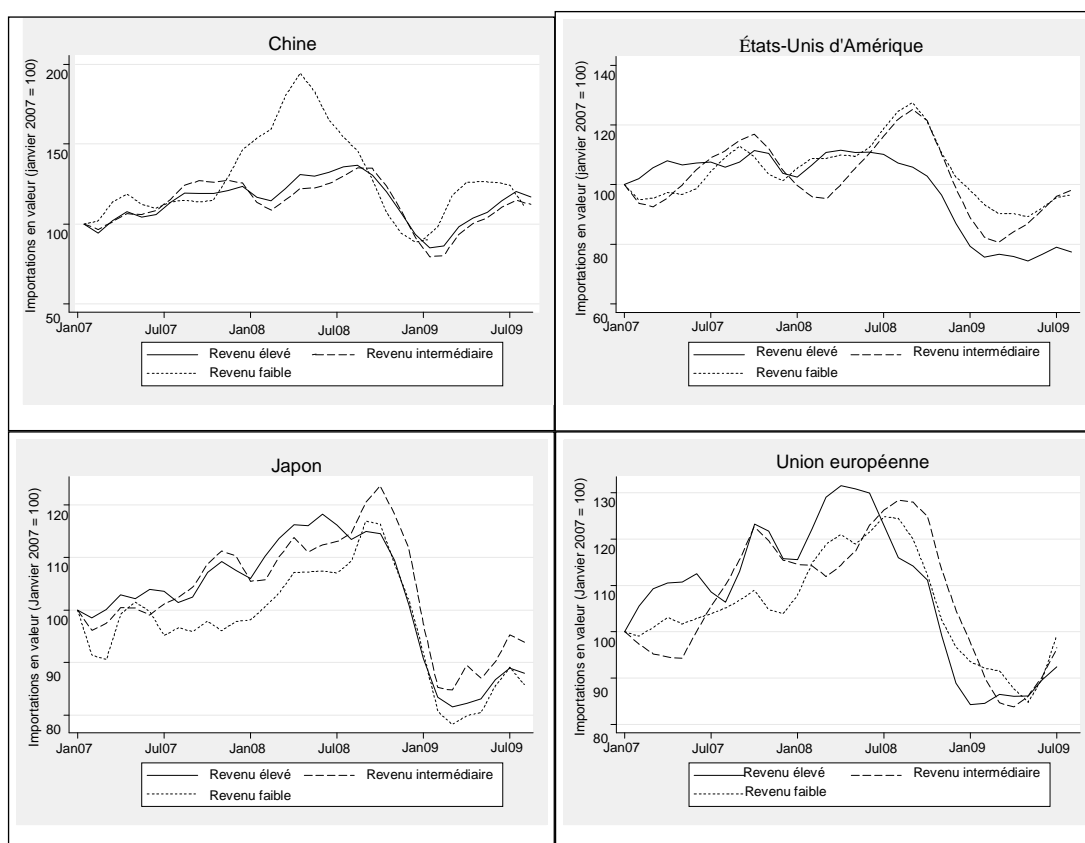 Chine
Importations en valeur (janvier 2007 = 100)
200
150
100
50
Jan07 Jul07 Jan08 Jul08 Jan09 Jul09
Revenu élevé Revenu intermédiaire
Revenu faible
États-Unis d'Amérique
Importations en valeur (janvier 2007 = 100)
140
120
100
80
60
Jan07 Jul07 Jan08 Jul08 Jan09 Jul09
Revenu élevé Revenu intermédiaire
Revenu faible
Japon
Importations en valeur (Janvier 2007 = 100)
120
110
100
90
80
Jan07 Jul07 Jan08 Jul08 Jan09 Jul09
Revenu élevé Revenu intermédiaire
Revenu faible
Union européenne
Importations en valeur (Janvier 2007 = 100)
130
120
110
100
90
80
Jan07 Jul07 Jan08 Jul08 Jan09 Jul09
Revenu élevé Revenu intermédiaire
Revenu faible